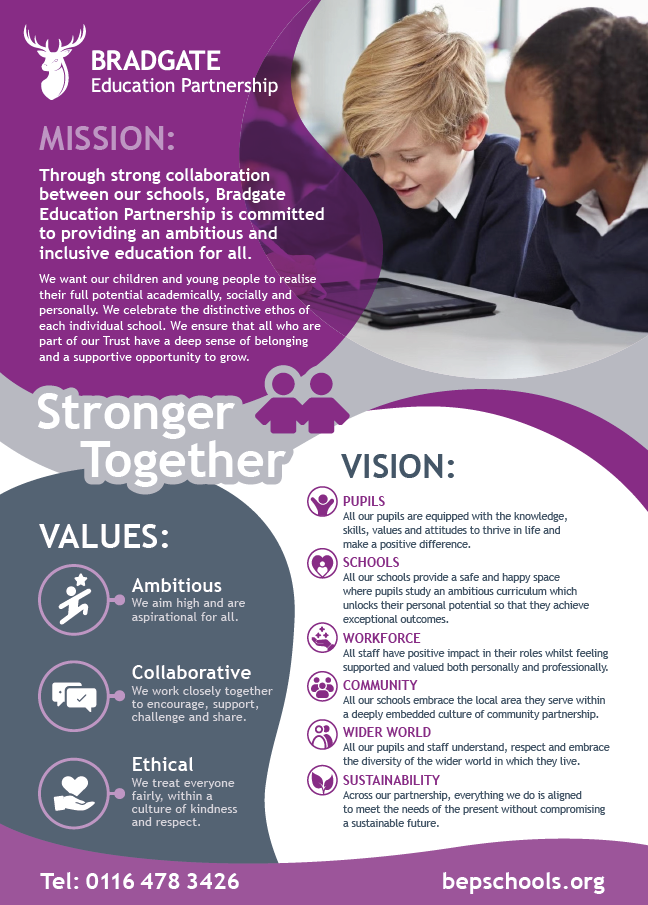 BRADGATE
Education Partnership
MISSION:
Through strong collaboration
between our schools, Bradgate
Education Partnership is committed
to providing an ambitious and
inclusive education for all.
We want our children and young people to realise
their full potential academically, socially and
personally. We celebrate the distinctive ethos of
each individual school. We ensure that all who are
part of our Trust have a deep sense of belonging
and a supportive opportunity to grow.
Stronger
Together
VALUES:
Ambitious
We aim high and are
aspirational for all.
Collaborative
We work closely together
to encourage, support,
challenge and share.
Ethical
We treat everyone
fairly, within a
culture of kindness
and respect.
VISION:
PUPILS
All our pupils are equipped with the knowledge,
skills, values and attitudes to thrive in life and
make a positive difference.
SCHOOLS
All our schools provide a safe and happy space
where pupils study an ambitious curriculum which
unlocks their personal potential so that they achieve
exceptional outcomes.
WORKFORCE
All staff have positive impact in their roles whilst feeling
supported and valued both personally and professionally.
COMMUNITY
All our schools embrace the local area they serve within
a deeply embedded culture of community partnership.
WIDER WORLD
All our pupils and staff understand, respect and embrace
the diversity of the wider world in which they live.
SUSTAINABILITY
Across our partnership, everything we do is aligned
to meet the needs of the present without compromising
a sustainable future.
Tel: 0116 478 3426
bepschools.org